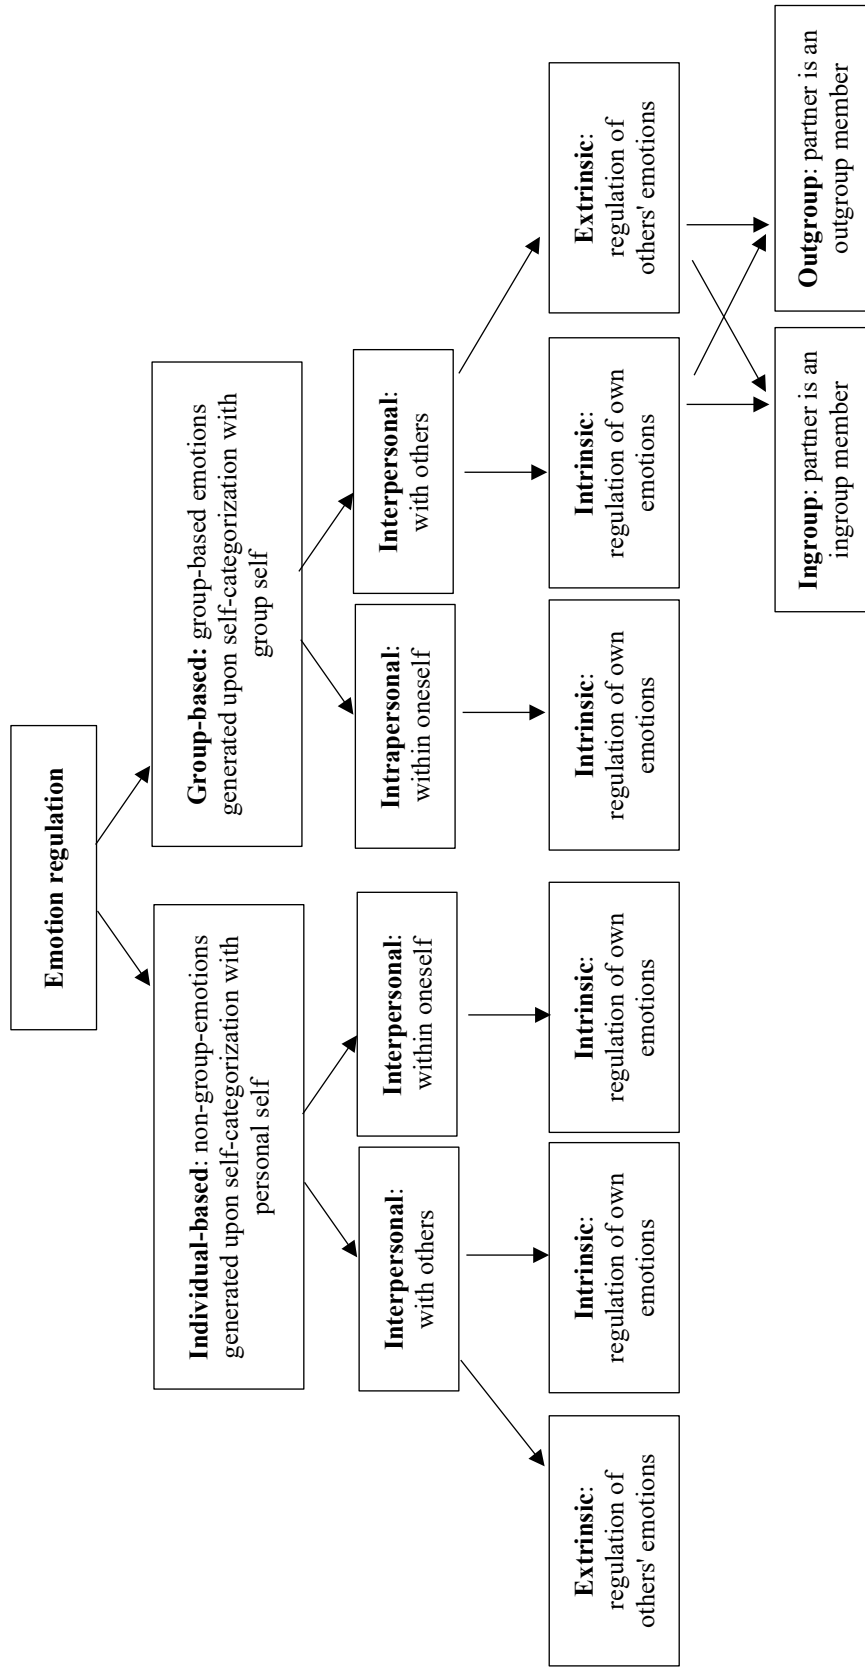 Emotion regulation
Individual-based: non-group-emotions
generated upon self-categorization with
personal self
Group-based: group-based emotions
generated upon self-categorization with
group self
Interpersonal:
with others
Interpersonal:
within oneself
Intrapersonal:
within oneself
Interpersonal:
with others
Extrinsic:
regulation of
others' emotions
Intrinsic:
regulation of own
emotions
Intrinsic:
regulation of own
emotions
Intrinsic:
regulation of own
emotions
Intrinsic:
regulation of own
emotions
Extrinsic:
regulation of
others' emotions
Ingroup: partner is an
ingroup member
Outgroup: partner is an
outgroup member